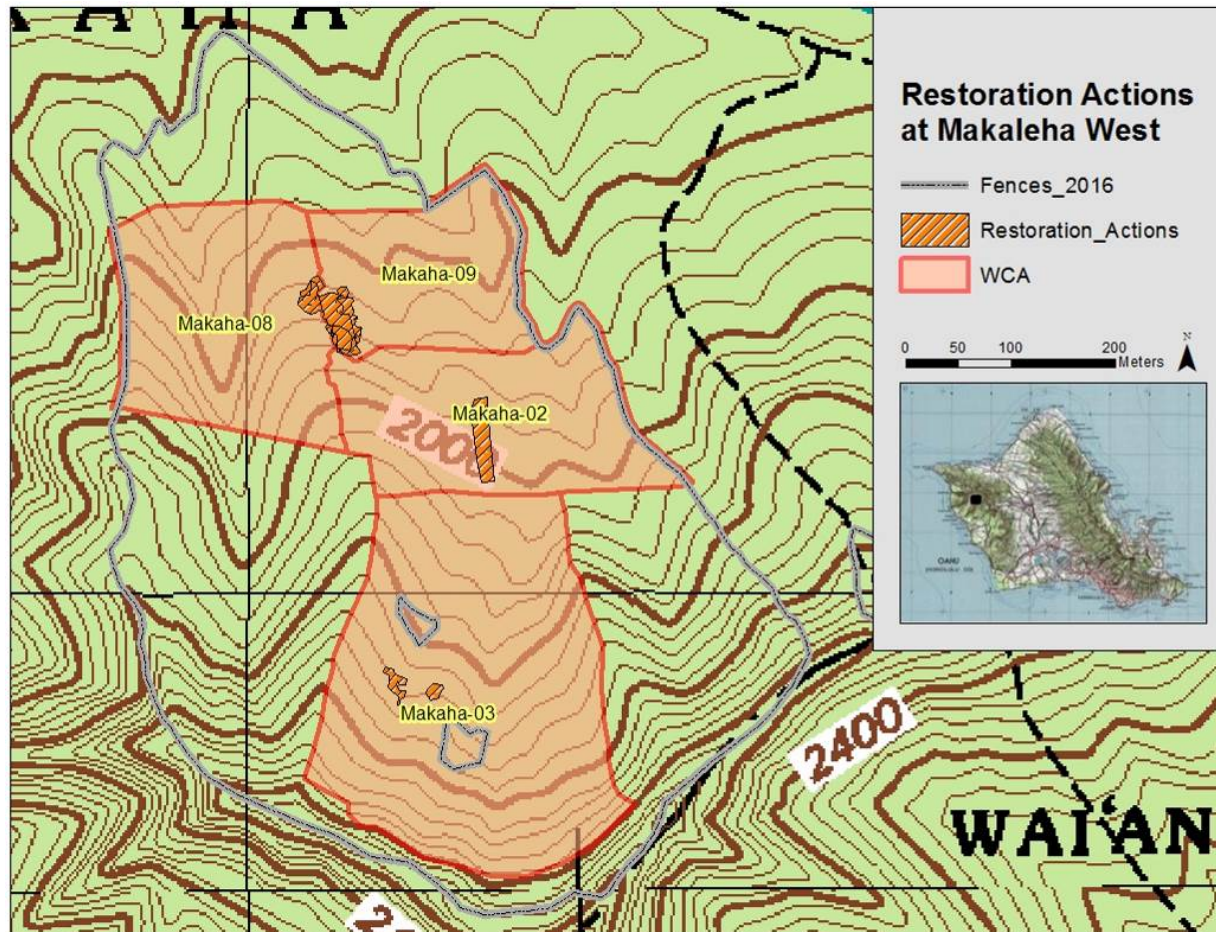 Restoration Actions
at Makaleha West
Fences_2016
Restoration_Actions
WCA
0 50 100 200
Meters
N
OAHU
Makaha-09
Makaha-08
Makaha-02
2000
Makaha-03
2400
WAI‘AN